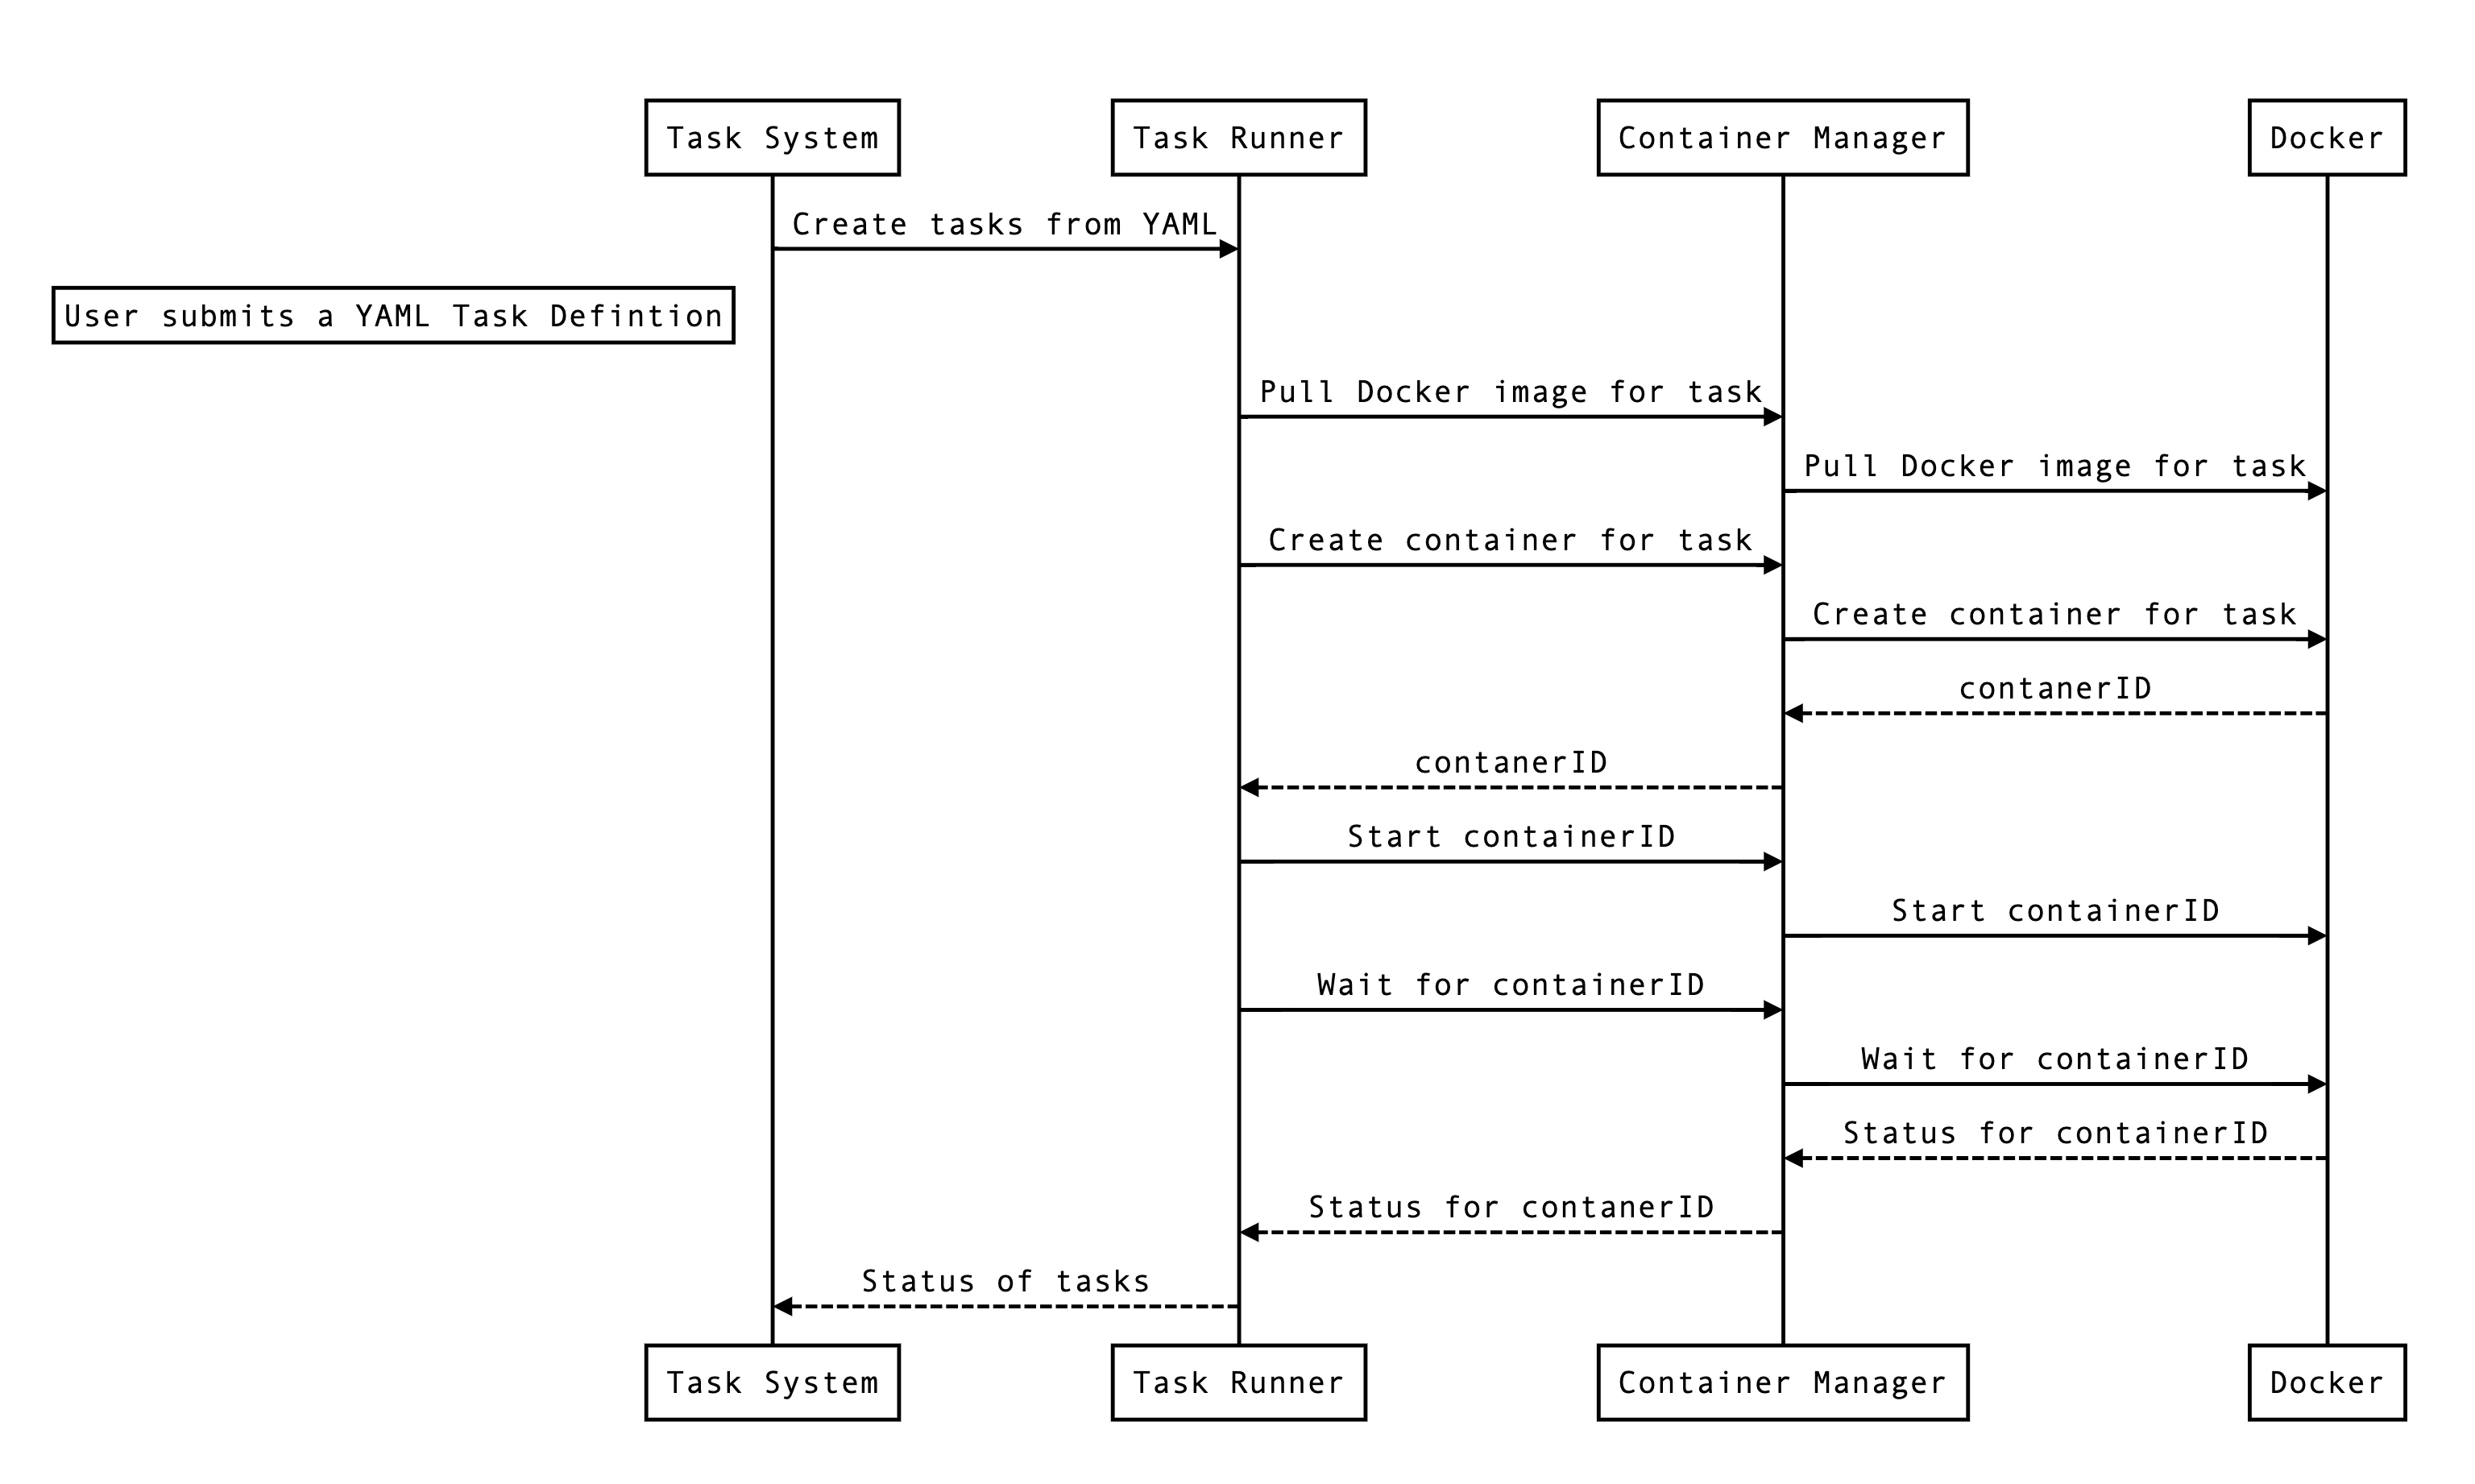 Task System
Task Runner
Container Manager
Docker
Create tasks from YAML
User submits a YAML Task Defintion
Pull Docker image for task
Pull Docker image for task
Create container for task
Create container for task
contanerID
contanerID
Start containerID
Start containerID
Wait for containerID
Wait for containerID
Status for containerID
Status for contanerID
Status of tasks
Task System
Task Runner
Container Manager
Docker